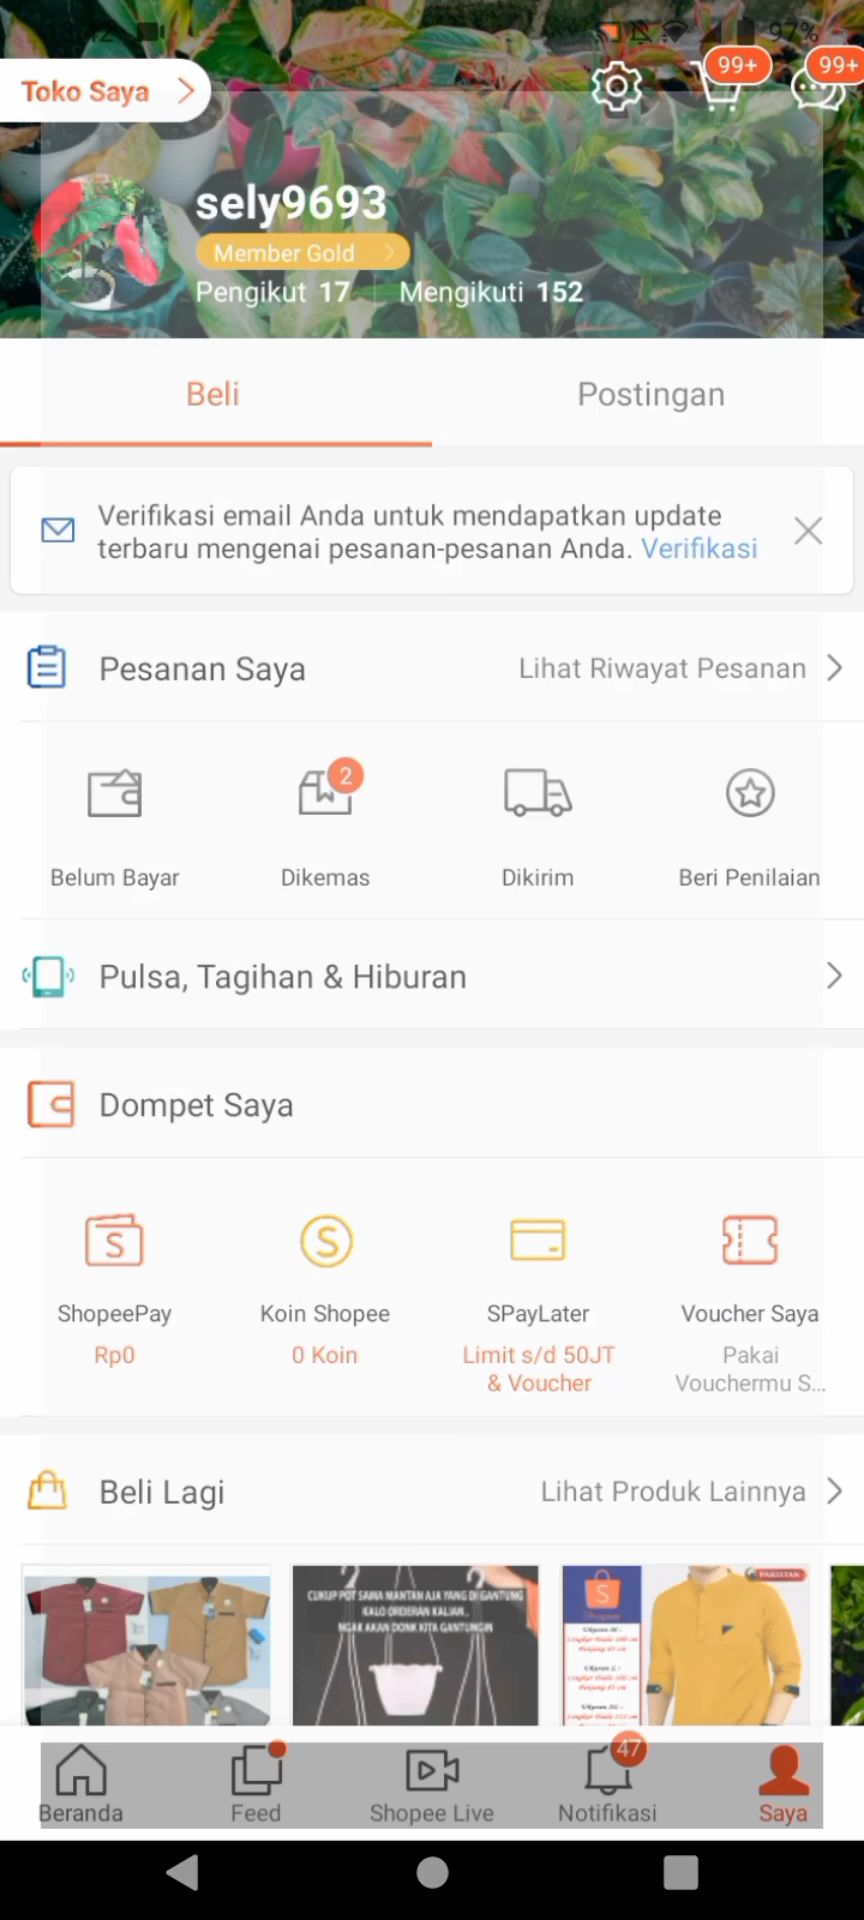 97%
Toko Saya
99+
99+
sely9693
Member Gold
Pengikut 17
Mengikuti 152
Beli
Postingan
Verifikasi email Anda untuk mendapatkan update
terbaru mengenai pesanan-pesanan Anda. Verifikasi
Pesanan Saya
Lihat Riwayat Pesanan
2
Belum Bayar
Dikemas
Dikirim
Beri Penilaian
Pulsa, Tagihan & Hiburan
Dompet Saya
ShopeePay
Koin Shopee
SPayLater
Voucher Saya
Rp0
0 Koin
Limit s/d 50JT
& Voucher
Pakai
Vouchermu S...
Beli Lagi
Lihat Produk Lainnya
CUKUP POT SAMA MANTAN AJA YANG DI GANTUNG
KALO ORDERAN KALIAN,
NGAK AKAN DONK KITA GANTUNGIN
Shopee
PAKISTAN
47
Beranda
Feed
Shopee Live
Notifikasi
Saya